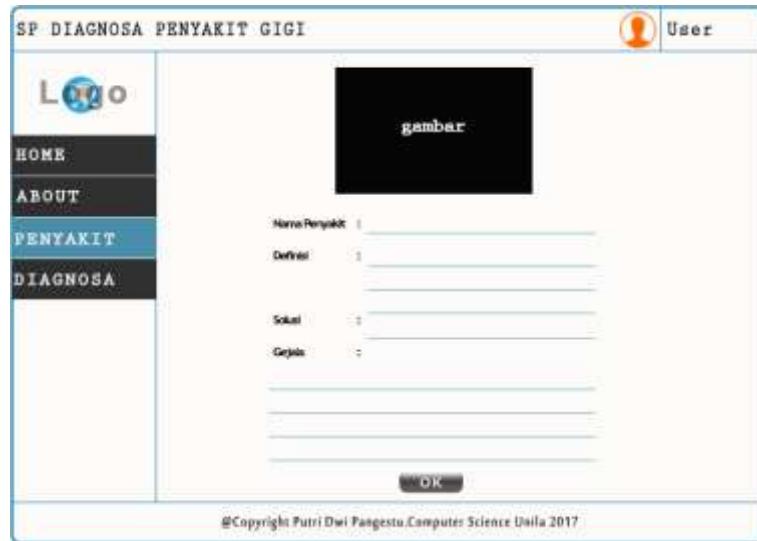 SP DIAGNOSA PENYAKIT GIGI
User
Logo
HOME
ABOUT
PENYAKIT
DIAGNOSA
gambar
Nama Penyakit :
Definisi :
Solusi :
Gejala :
OK
@Copyright Putri Dwi Pangestu.Computer Science Unila 2017